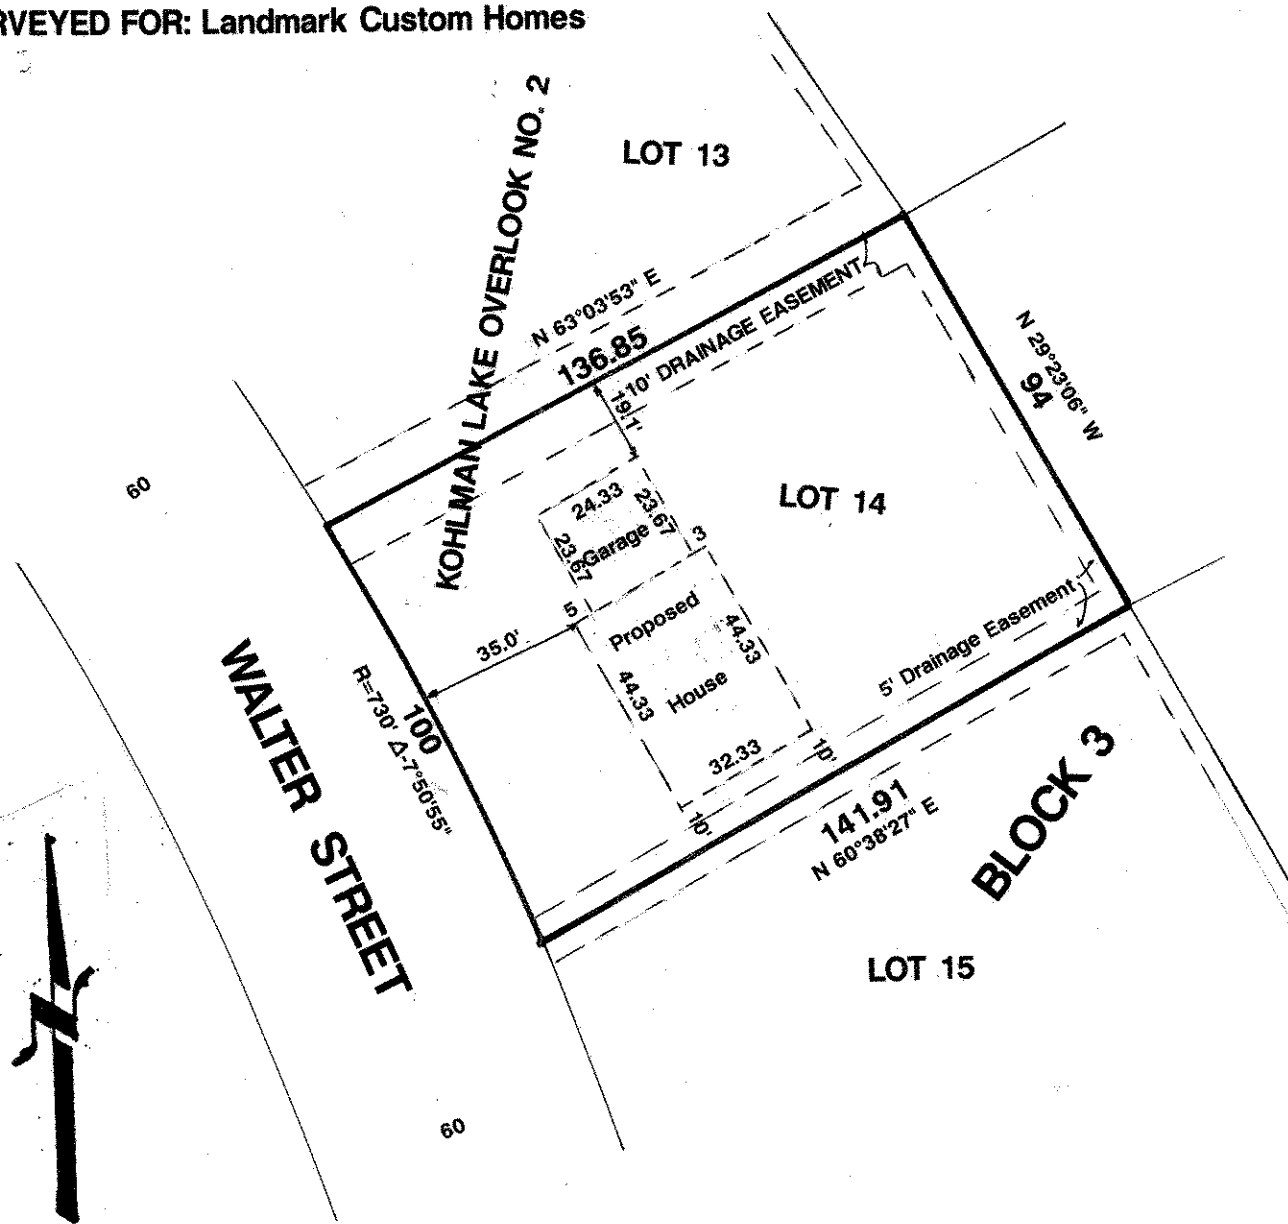 RVEYED FOR: Landmark Custom Homes
KOHLMAN LAKE OVERLOOK NO. 2
LOT 13
N 63°03'53" E
136.85
10' DRAINAGE EASEMENT
19.1'
N 29°23'06" W
94
60
24.33
23.67
Garage
23.67
3
LOT 14
5
Proposed
House
35.0'
44.33
44.33
32.33
10'
10'
5' Drainage Easement
WALTER STREET
100
R=730' Δ-7°50'55"
141.91
N 60°38'27" E
BLOCK 3
LOT 15
60